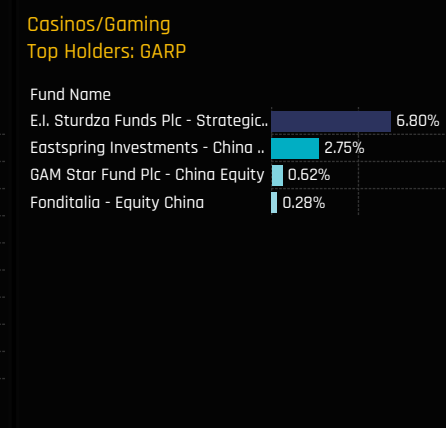 Casinos/Gaming
Top Holders: GARP
Fund Name
E.I. Sturdza Funds Plc - Strategic.. 6.80%
Eastspring Investments - China .. 2.75%
GAM Star Fund Plc - China Equity 0.62%
Fonditalia - Equity China 0.28%